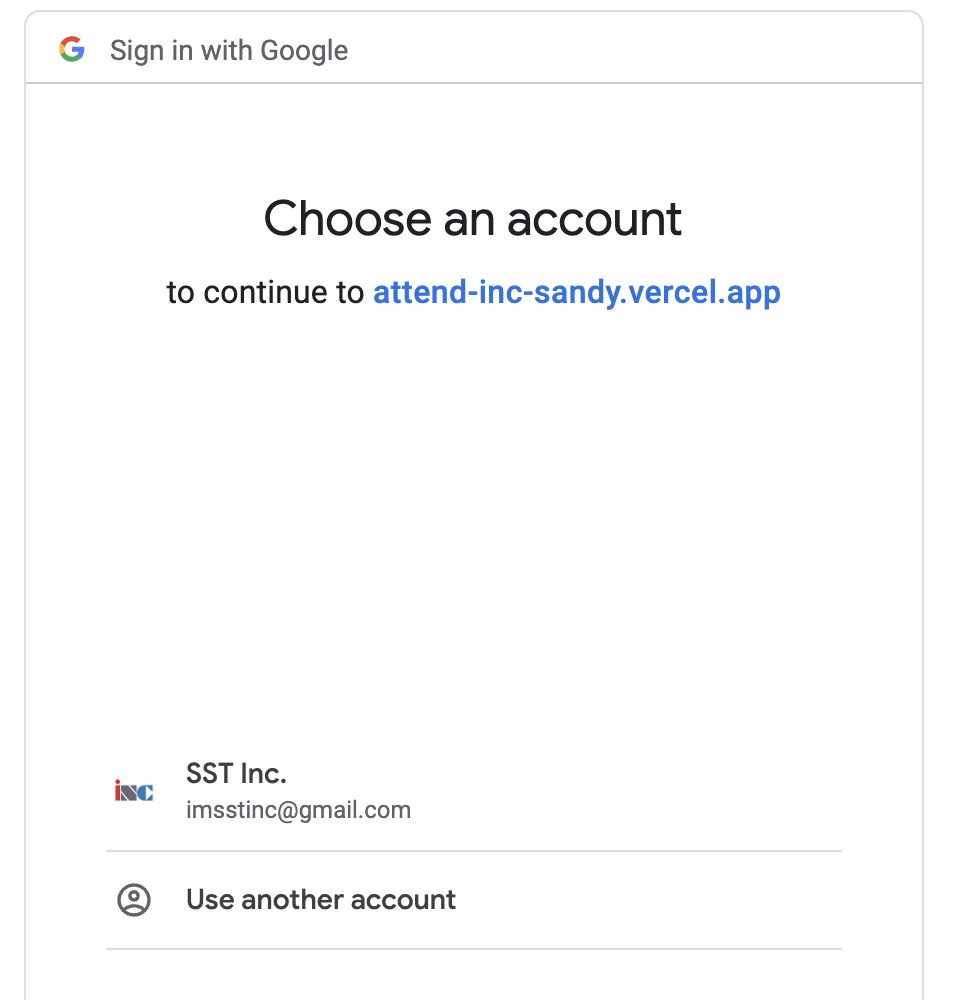 Sign in with Google
Choose an account
to continue to attend-inc-sandy.vercel.app
inc
SST Inc.
imsstinc@gmail.com
Use another account